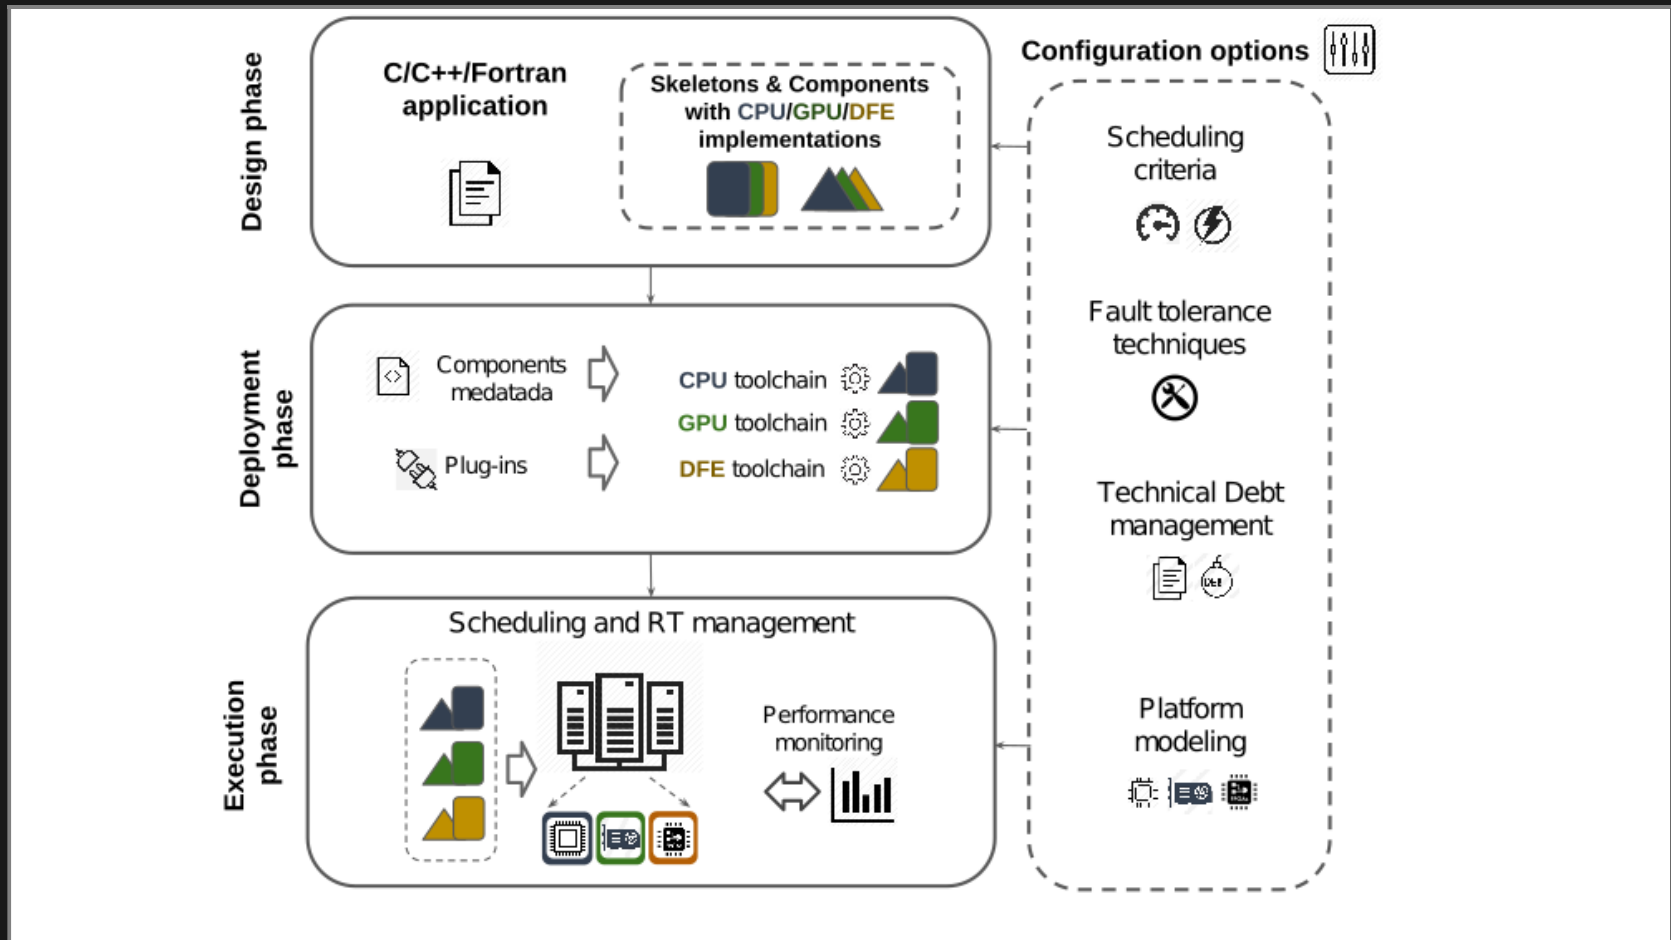 Design phase
C/C++/Fortran
application
Skeletons & Components
with CPU/GPU/DFE
implementations
Configuration options
Scheduling
criteria
Fault tolerance
techniques
Technical Debt
management
Platform
modeling
Deployment
phase
Components
medatada
Plug-ins
CPU toolchain
GPU toolchain
DFE toolchain
Execution
phase
Scheduling and RT management
Performance
monitoring